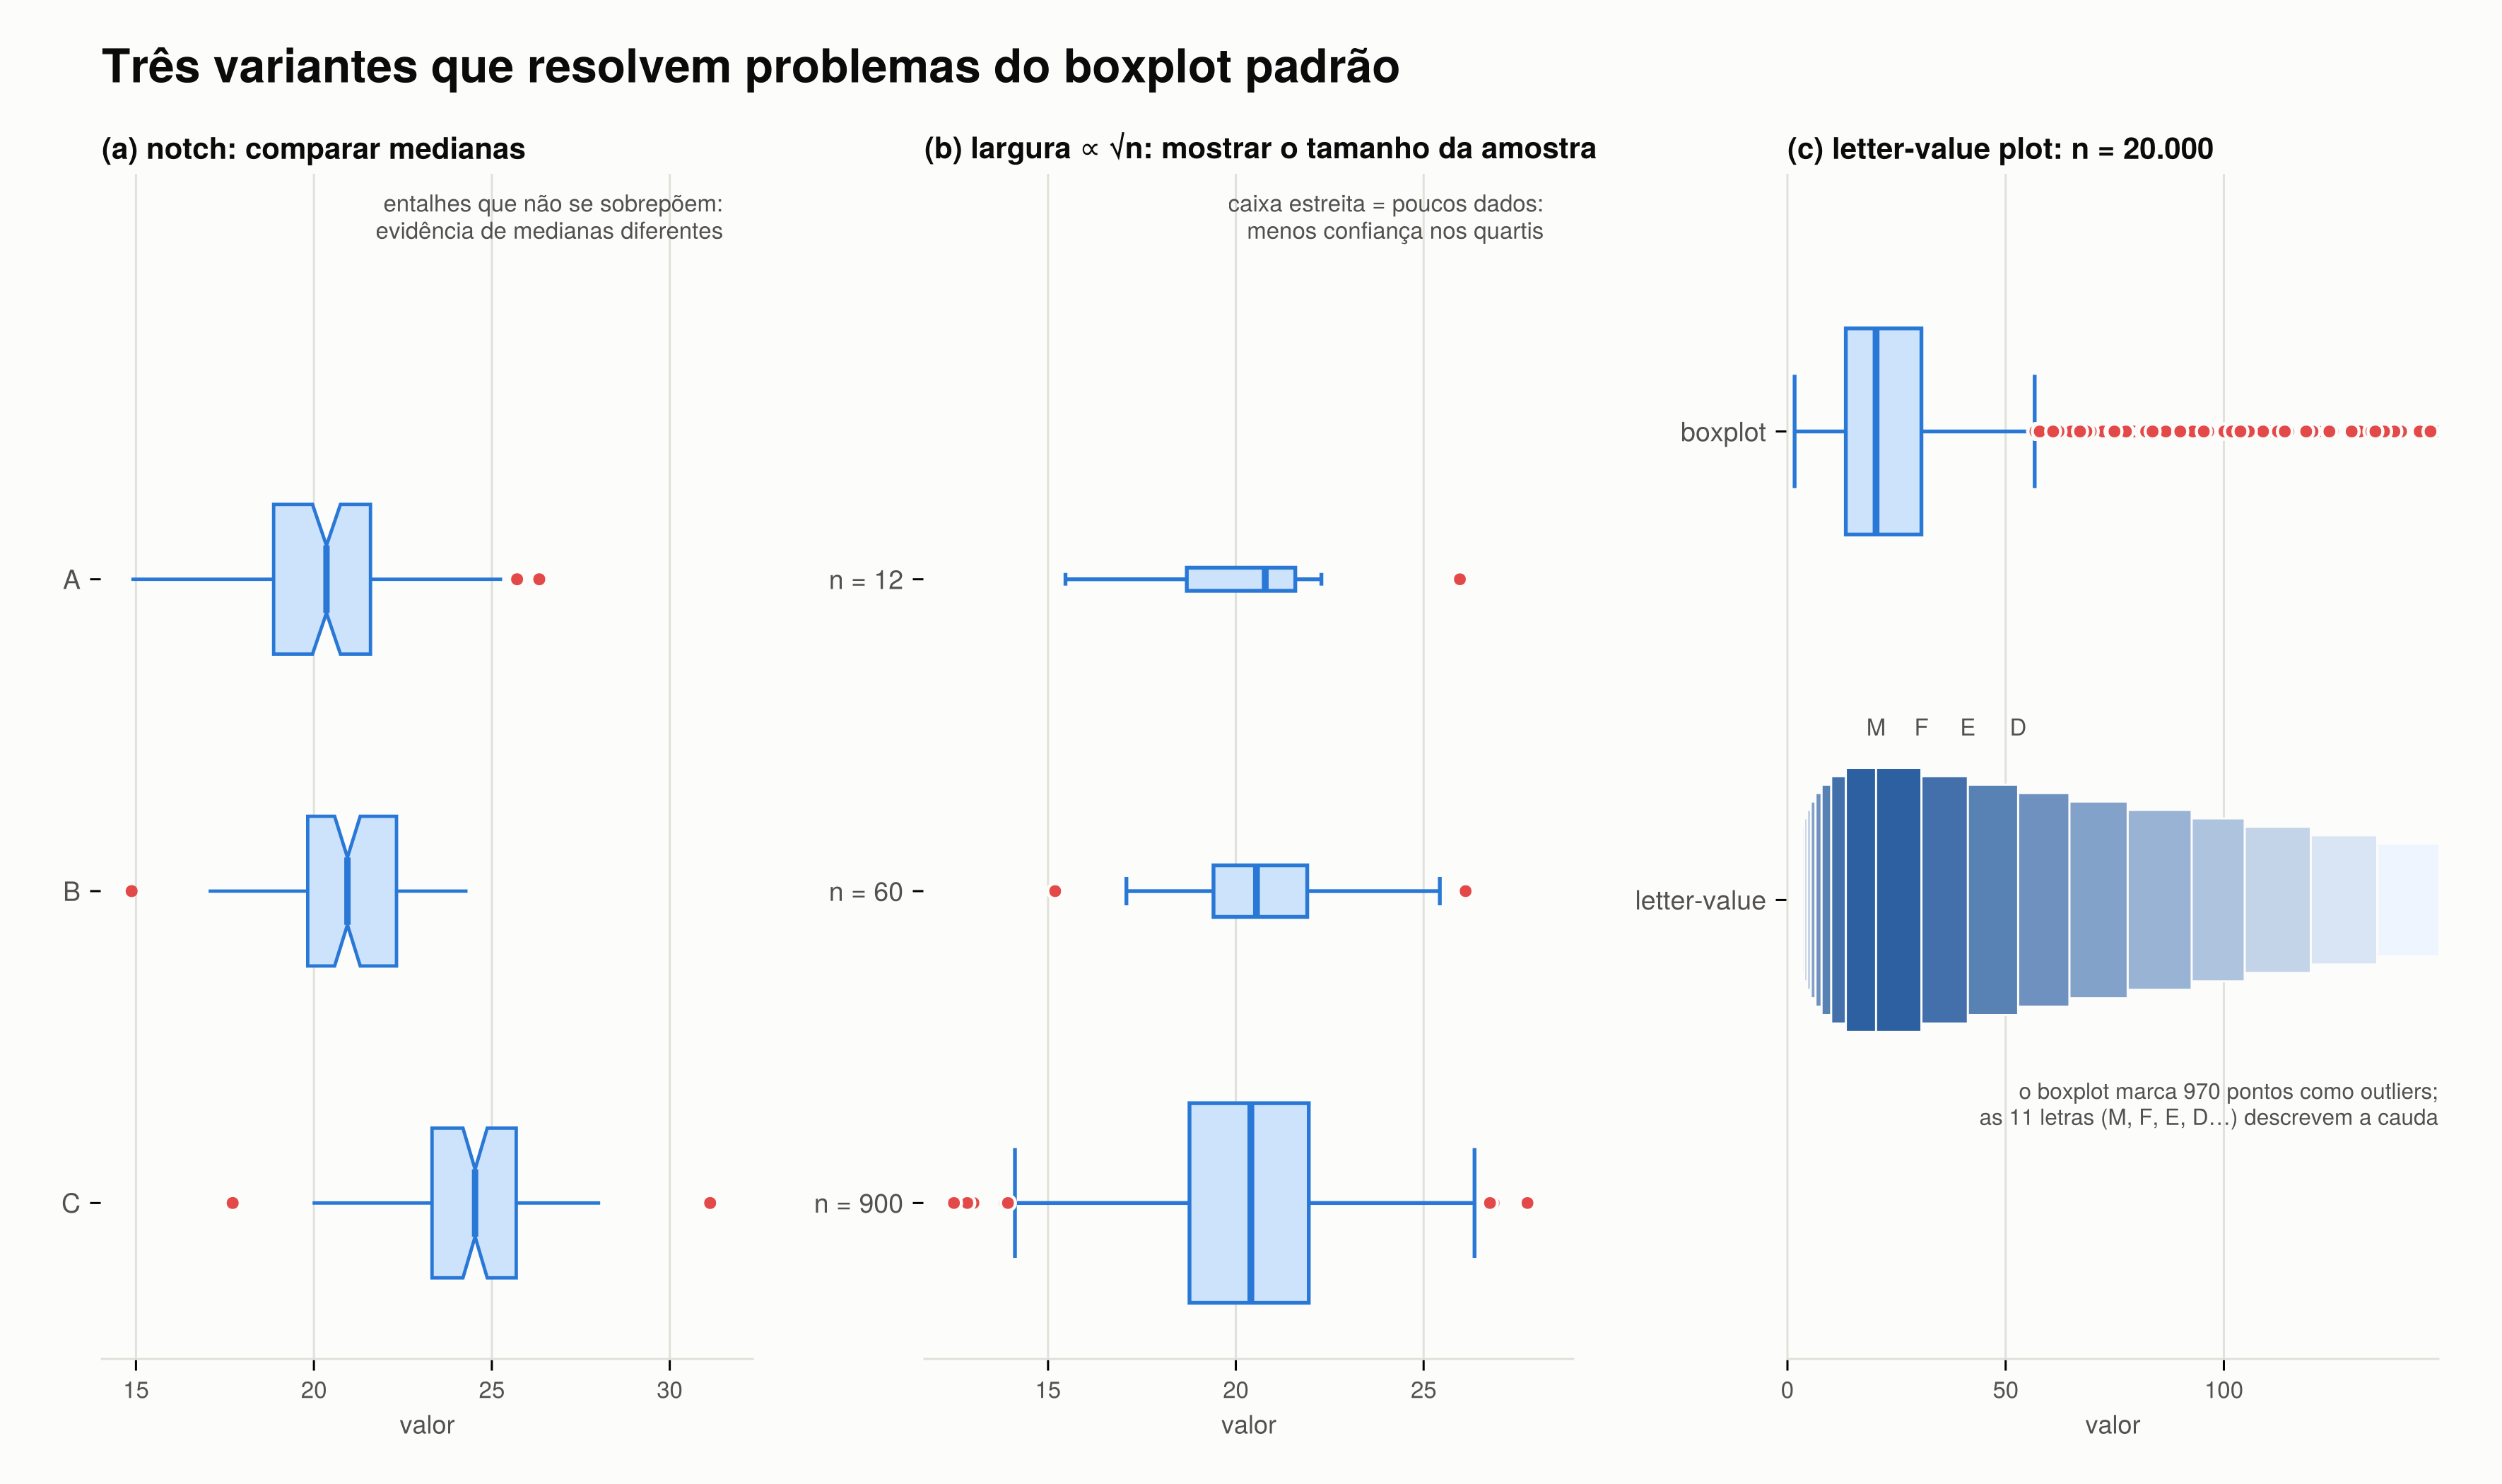 Três variantes que resolvem problemas do boxplot padrão
(a) notch: comparar medianas
entalhes que não se sobrepõem:
evidência de medianas diferentes
A
B
C
15 20 25 30
valor
(b) largura ∝ √n: mostrar o tamanho da amostra
caixa estreita = poucos dados:
menos confiança nos quartis
n = 12
n = 60
n = 900
15 20 25
valor
(c) letter-value plot: n = 20.000
boxplot
M F E D
letter-value
o boxplot marca 970 pontos como outliers;
as 11 letras (M, F, E, D…) descrevem a cauda
0 50 100
valor